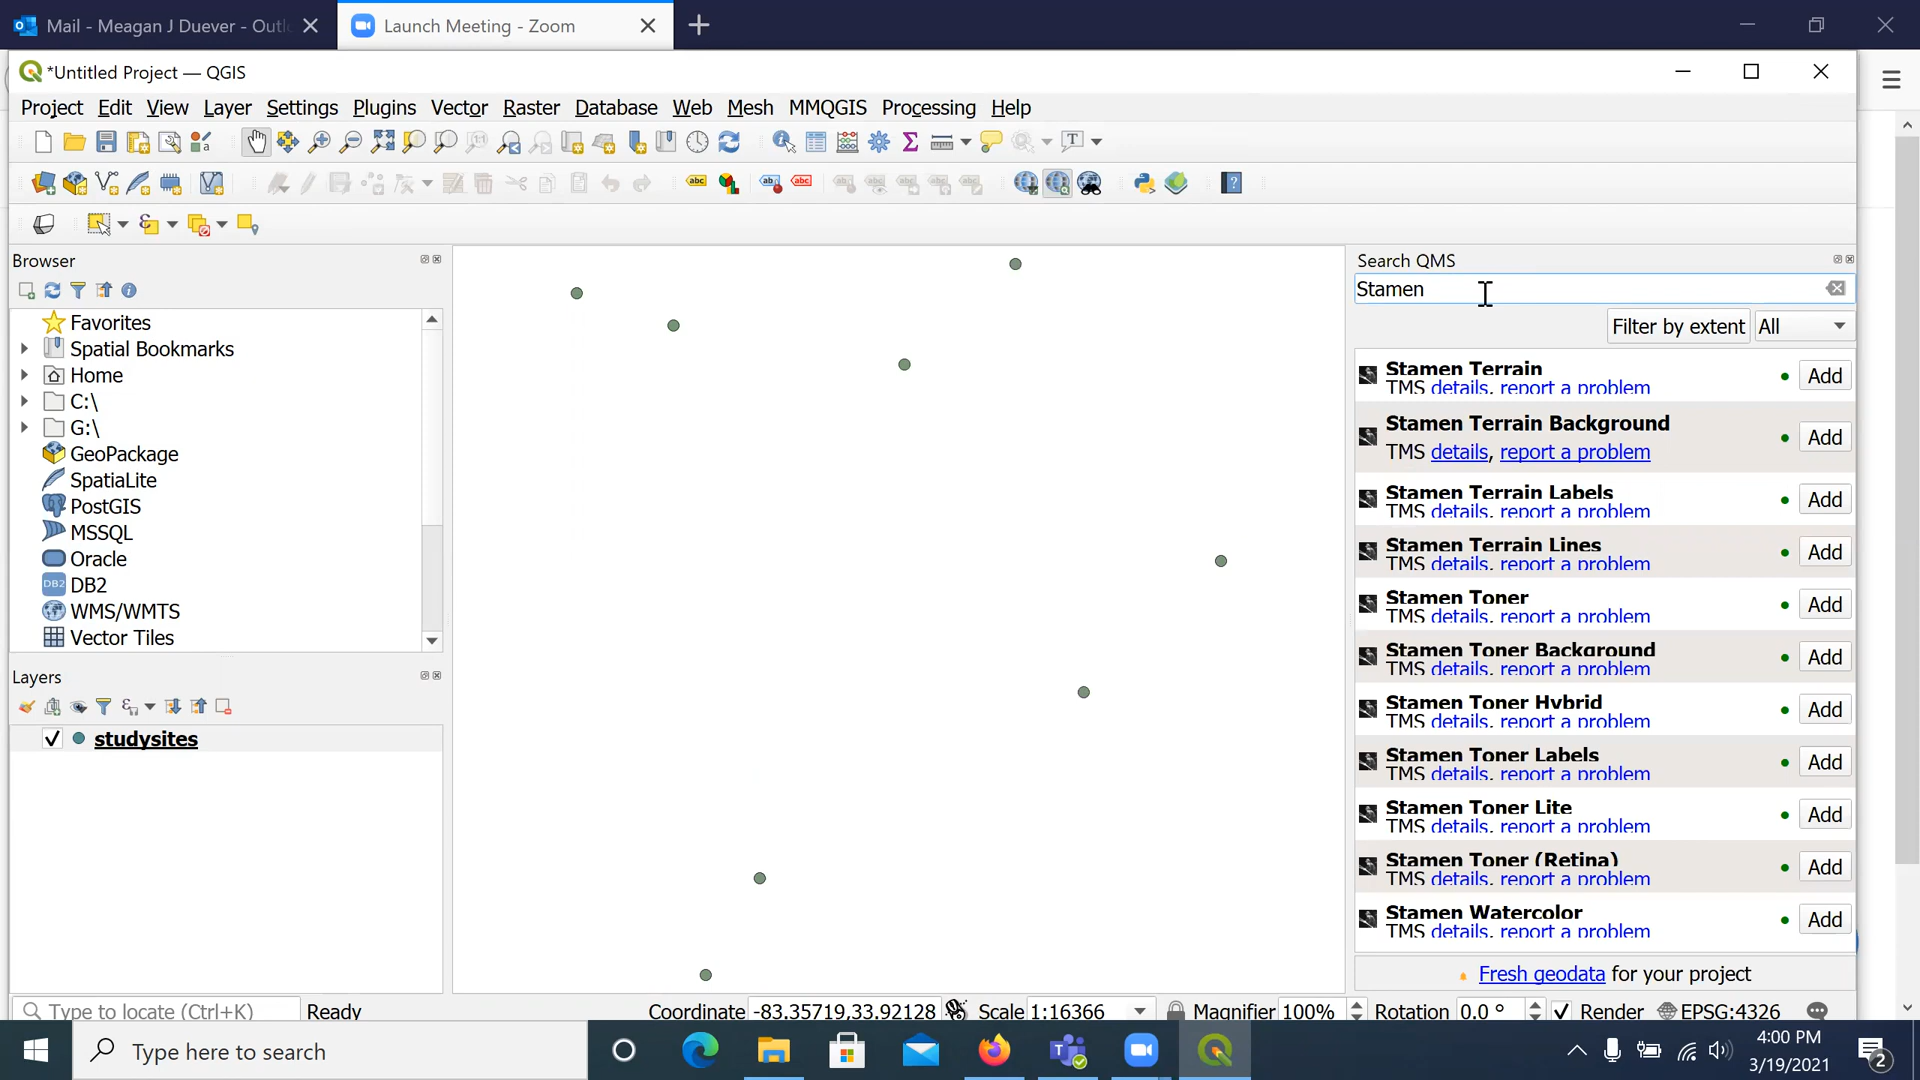 Mail - Meagan J Duever - Outl
Launch Meeting - Zoom
*Untitled Project — QGIS
Project Edit View Layer Settings Plugins Vector Raster Database Web Mesh MMQGIS Processing Help
Browser
Search QMS
Stamen
Filter by extent All
Favorites
Spatial Bookmarks
Home
C:\
G:\
GeoPackage
SpatiaLite
PostGIS
MSSQL
Oracle
DB2
WMS/WMTS
Vector Tiles
Layers
studysites
Stamen Terrain
TMS details, report a problem Add
Stamen Terrain Background
TMS details, report a problem Add
Stamen Terrain Labels
TMS details, report a problem Add
Stamen Terrain Lines
TMS details, report a problem Add
Stamen Toner
TMS details, report a problem Add
Stamen Toner Background
TMS details, report a problem Add
Stamen Toner Hybrid
TMS details, report a problem Add
Stamen Toner Labels
TMS details, report a problem Add
Stamen Toner Lite
TMS details, report a problem Add
Stamen Toner (Retina)
TMS details, report a problem Add
Stamen Watercolor
TMS details, report a problem Add
Fresh geodata for your project
Type to locate (Ctrl+K) Ready Coordinate -83.35719,33.92128 Scale 1:16366 Magnifier 100% Rotation 0.0 ° Render EPSG:4326
Type here to search
4:00 PM
3/19/2021
2